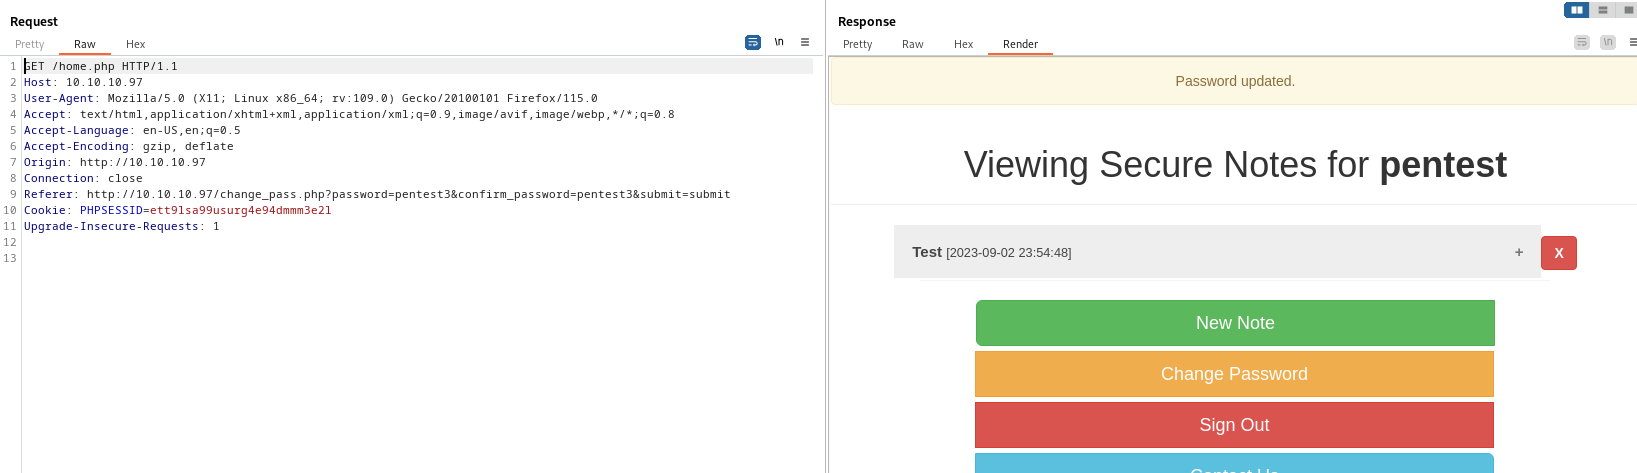 Request
Pretty Raw Hex
\n
1 GET /home.php HTTP/1.1
2 Host: 10.10.10.97
3 User-Agent: Mozilla/5.0 (X11; Linux x86_64; rv:109.0) Gecko/20100101 Firefox/115.0
4 Accept: text/html,application/xhtml+xml,application/xml;q=0.9,image/avif,image/webp,*/*;q=0.8
5 Accept-Language: en-US,en;q=0.5
6 Accept-Encoding: gzip, deflate
7 Origin: http://10.10.10.97
8 Connection: close
9 Referer: http://10.10.10.97/change_pass.php?password=pentest3&confirm_password=pentest3&submit=submit
10 Cookie: PHPSESSID=ett9lsa99usurg4e94dmmm3e21
11 Upgrade-Insecure-Requests: 1
12
13
Response
Pretty Raw Hex Render
\n
Password updated.
Viewing Secure Notes for pentest
Test [2023-09-02 23:54:48] + X
New Note
Change Password
Sign Out
Contact Us